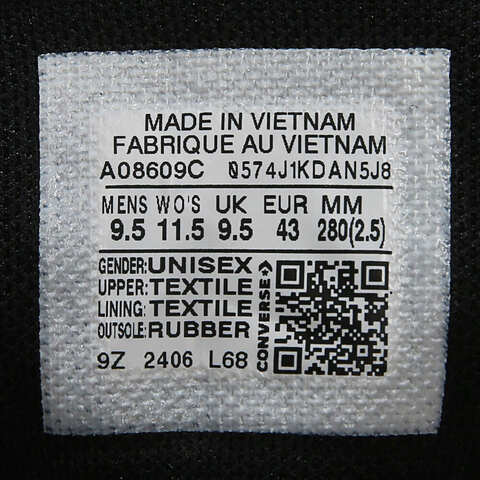 MADE IN VIETNAM
FABRIQUE AU VIETNAM
A08609C 0574J1KDAN5J8
MENS WO'S UK EUR MM
9.5 11.5 9.5 43 280(2.5)
GENDER:UNISEX
UPPER:TEXTILE
LINING:TEXTILE
OUTSOLE:RUBBER
9Z 2406 L68
CONVERSE